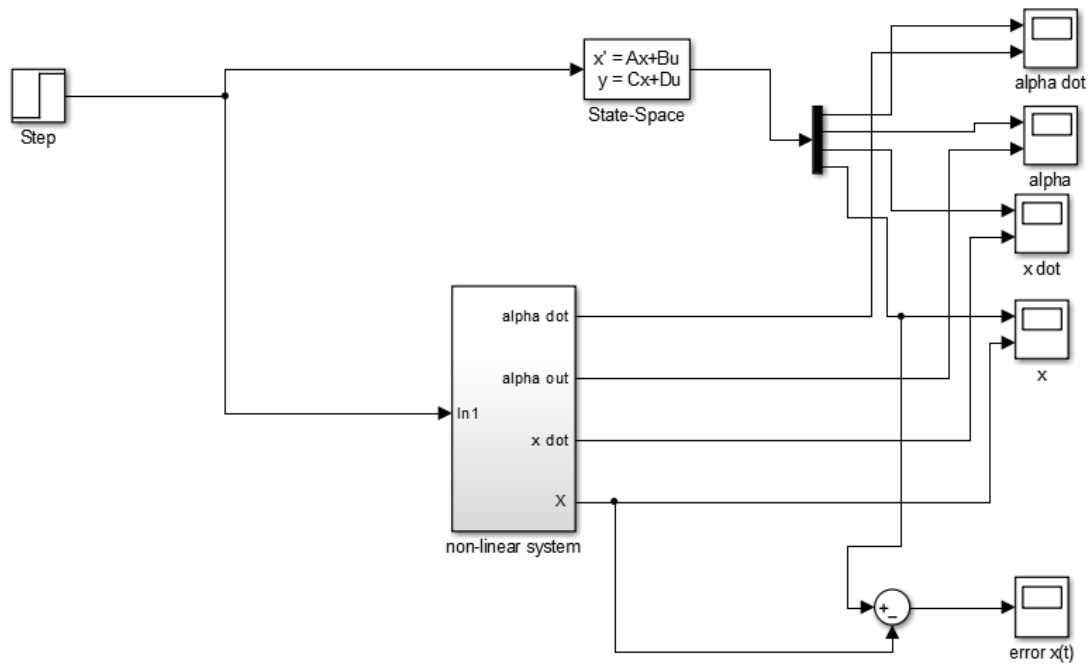 Step
x' = Ax+Bu
y = Cx+Du
State-Space
alpha dot
alpha
x dot
x
In1
alpha dot
alpha out
x dot
X
non-linear system
+
−
error x(t)